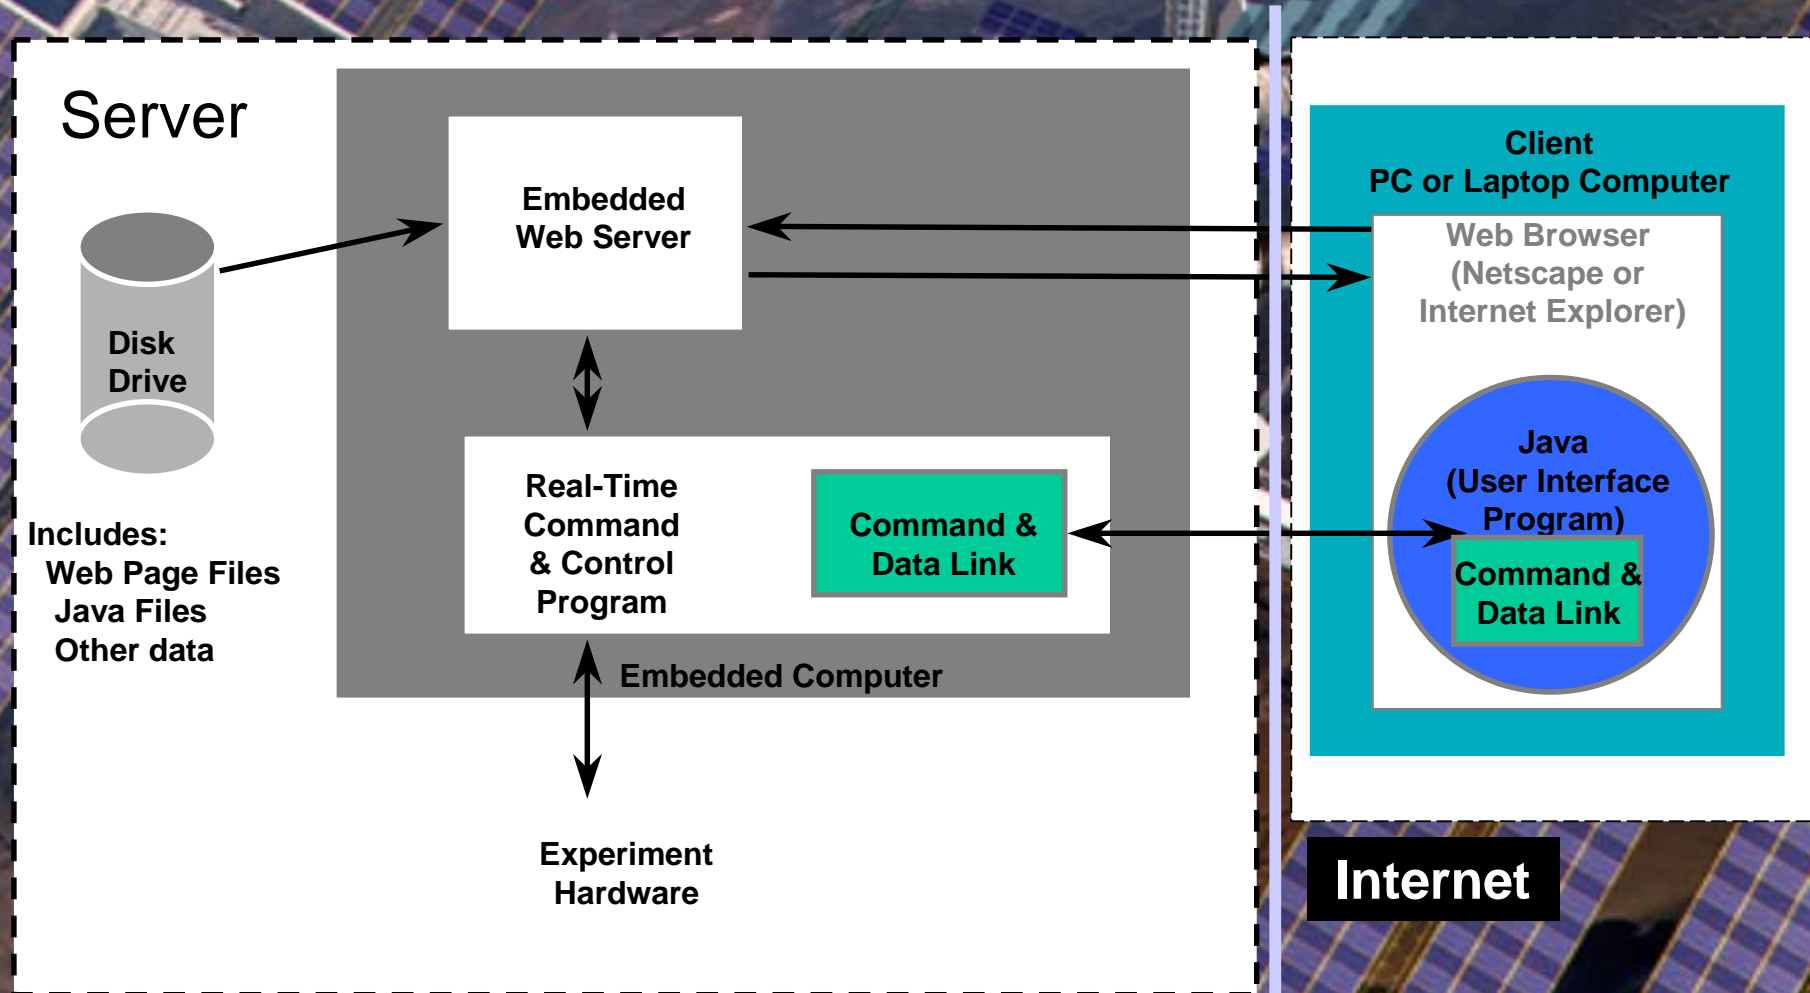 Server
Embedded
Web Server
Disk
Drive
Includes:
Web Page Files
Java Files
Other data
Real-Time
Command
& Control
Program
Command &
Data Link
Embedded Computer
Experiment
Hardware
Client
PC or Laptop Computer
Web Browser
(Netscape or
Internet Explorer)
Java
(User Interface
Program)
Command &
Data Link
Internet